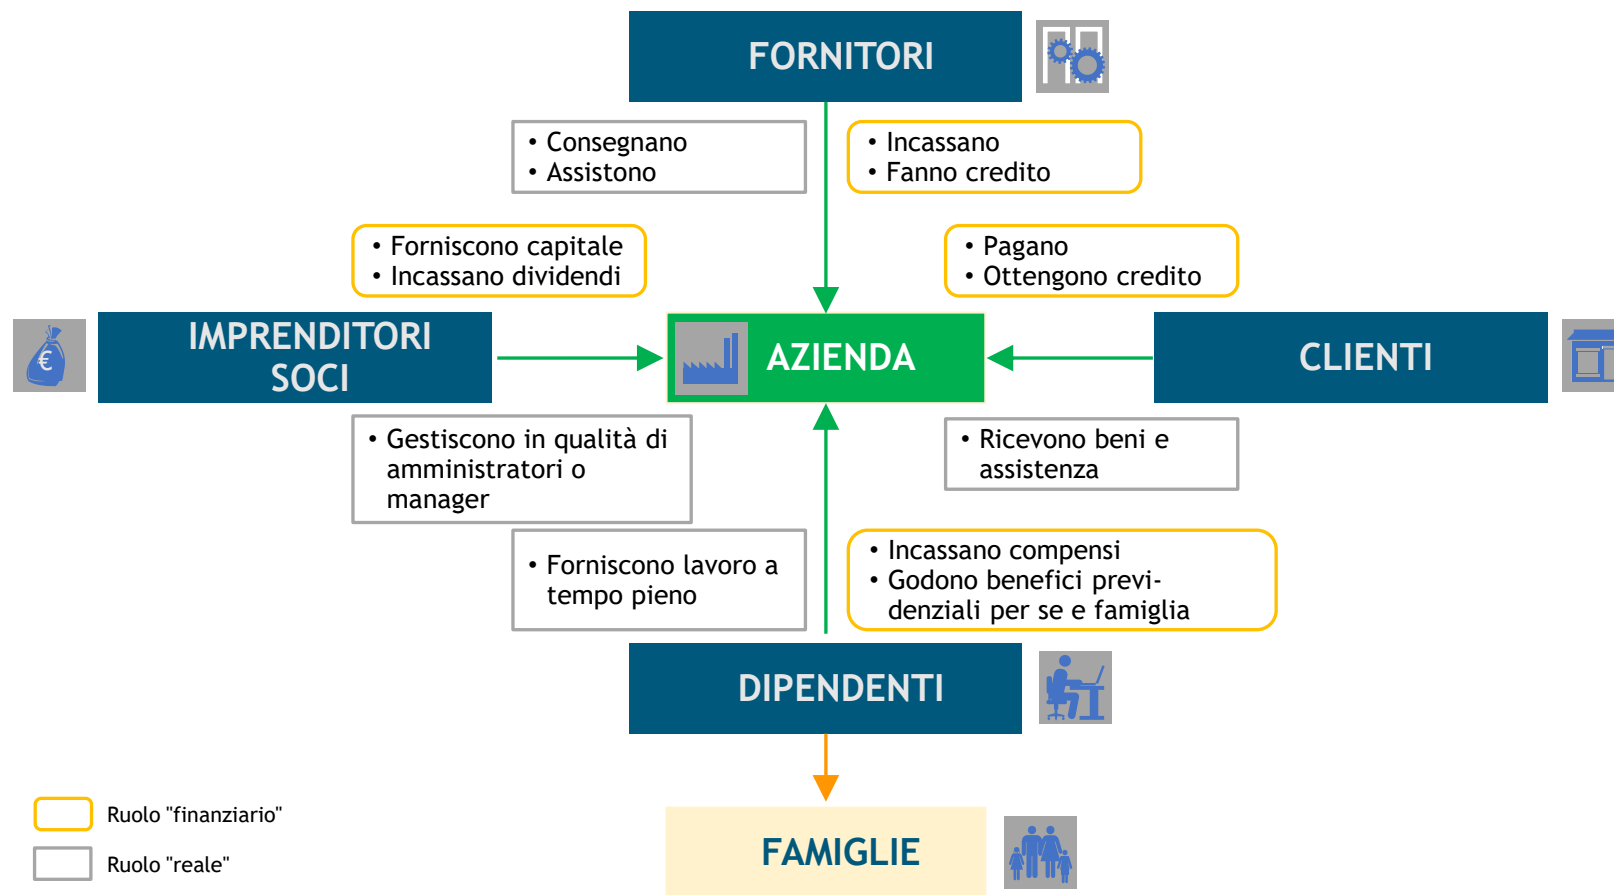 FORNITORI
• Consegnano
• Assistono
• Incassano
• Fanno credito
• Forniscono capitale
• Incassano dividendi
• Pagano
• Ottengono credito
€
IMPRENDITORI
SOCI
AZIENDA
CLIENTI
• Gestiscono in qualità di
amministratori o
manager
• Ricevono beni e
assistenza
• Forniscono lavoro a
tempo pieno
• Incassano compensi
• Godono benefici previ-
denziali per se e famiglia
DIPENDENTI
Ruolo "finanziario"
Ruolo "reale"
FAMIGLIE